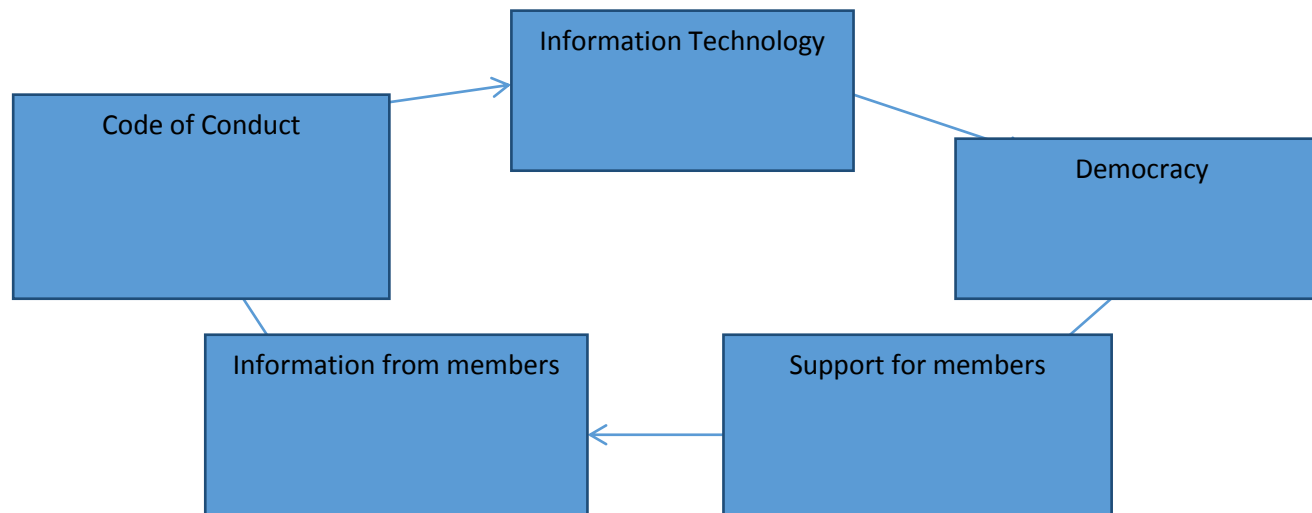 Information Technology
Code of Conduct
Democracy
Information from members
Support for members